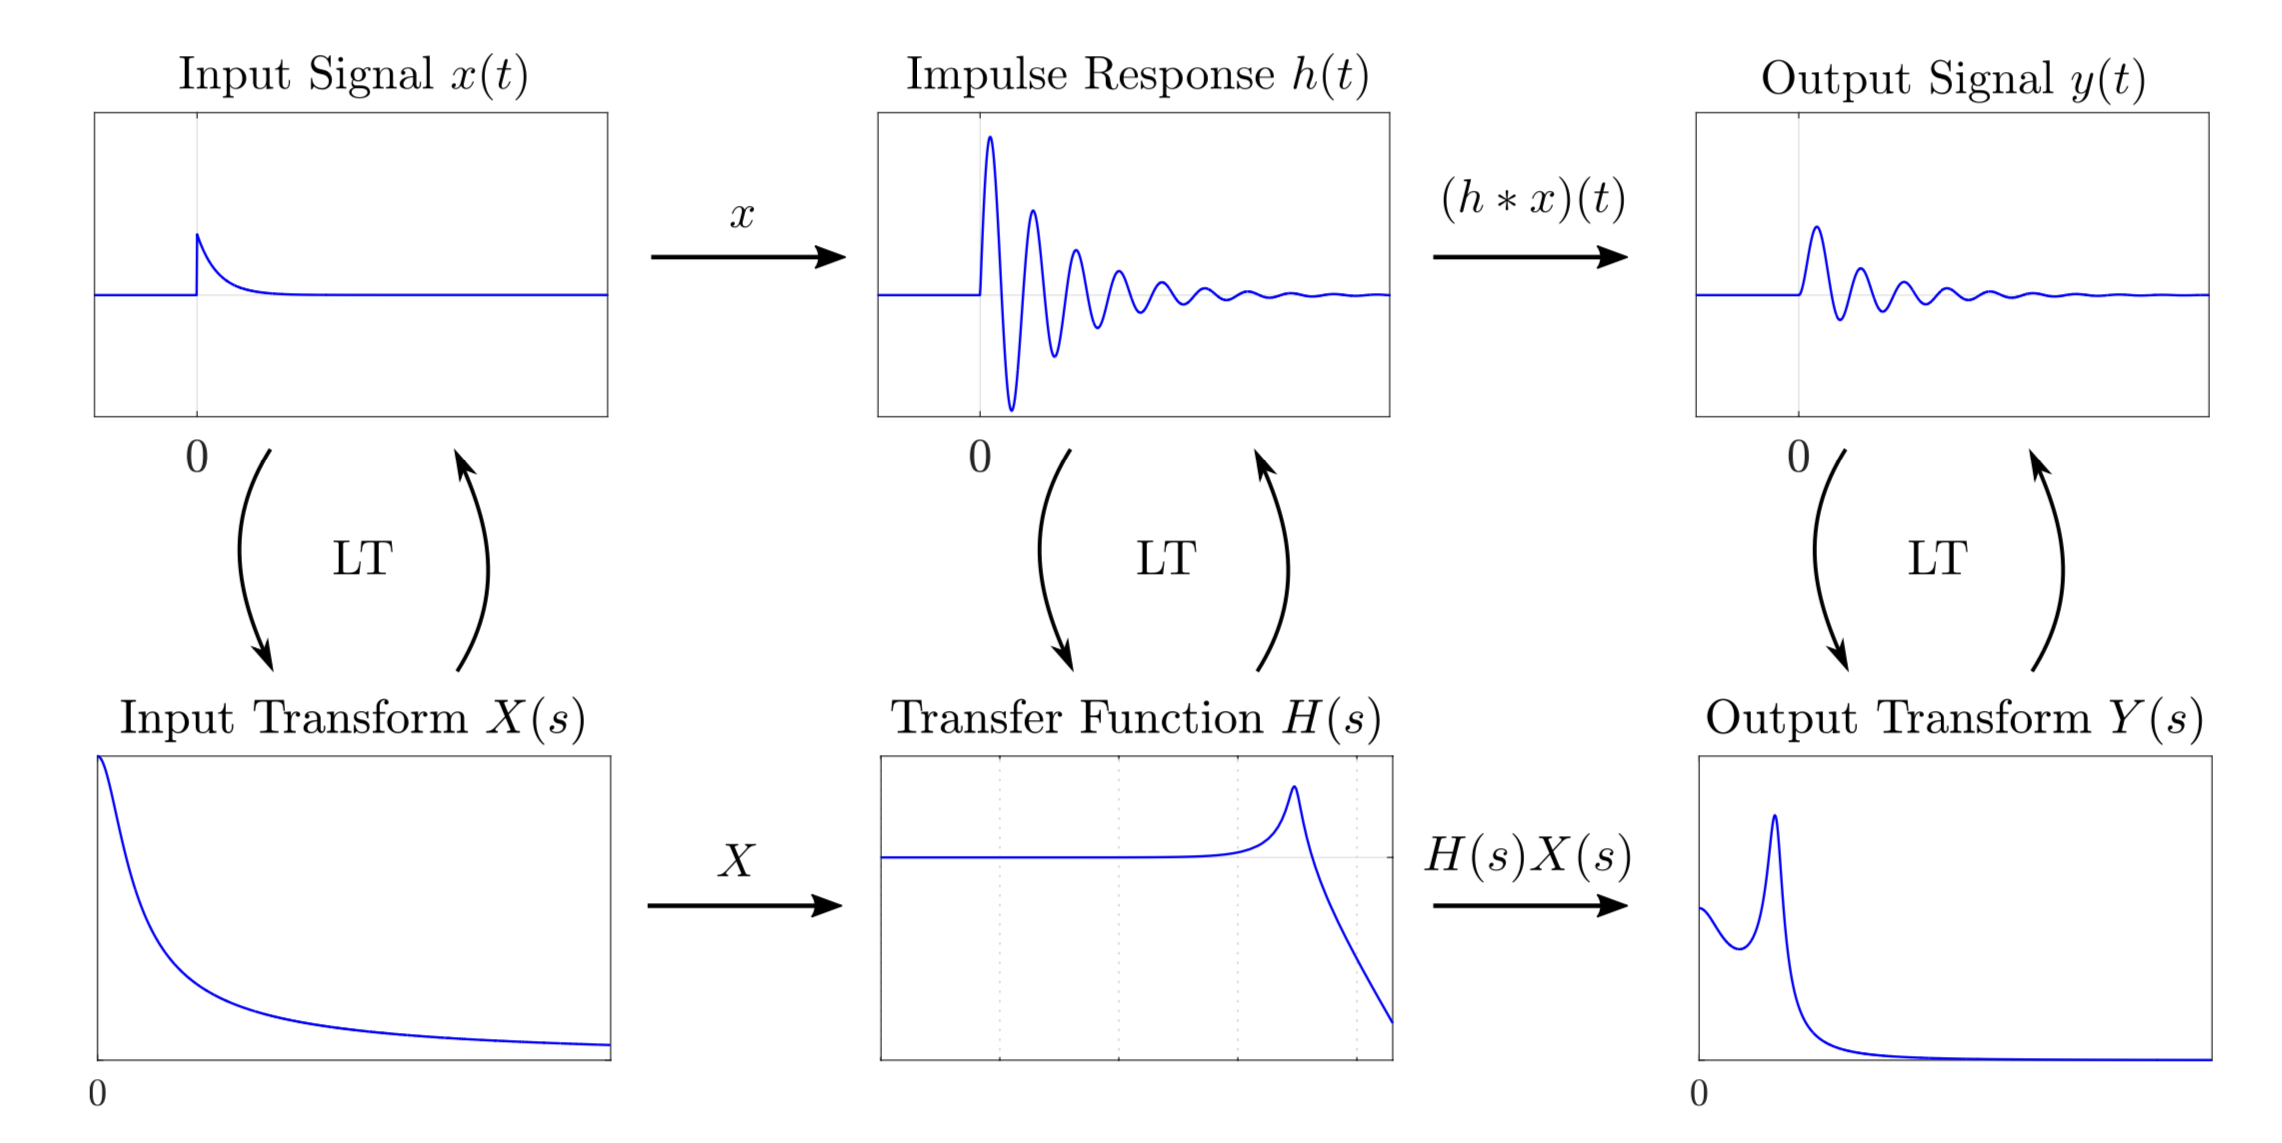 Input Signal x(t)
Impulse Response h(t)
Output Signal y(t)
x
(h ∗ x)(t)
0
0
0
LT
LT
LT
Input Transform X(s)
Transfer Function H(s)
Output Transform Y(s)
X
H(s)X(s)
0
0